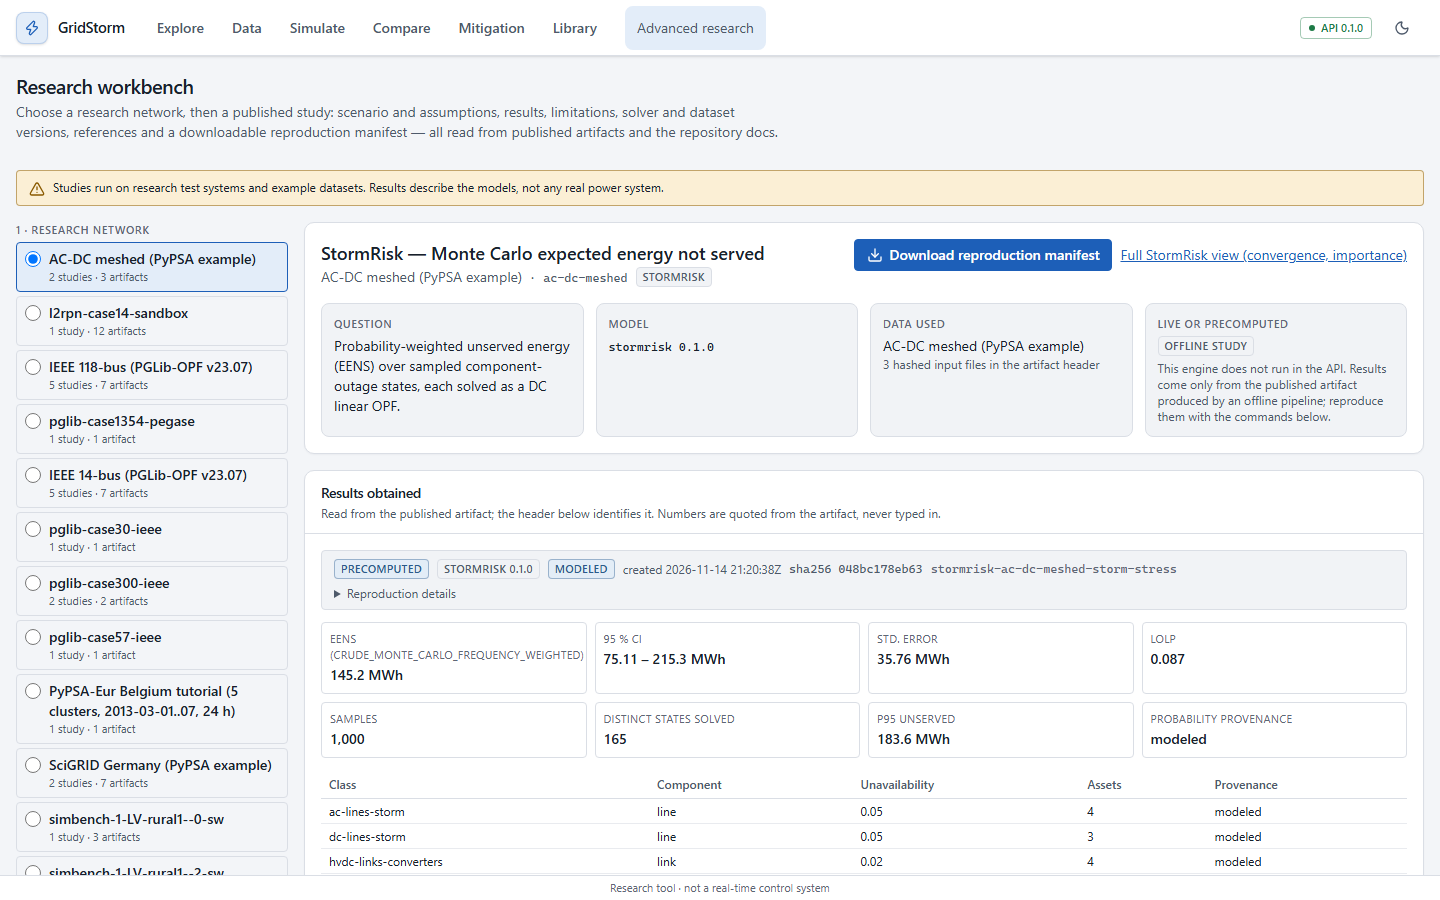 GridStorm
Explore
Data
Simulate
Compare
Mitigation
Library
Advanced research
API 0.1.0
Research workbench
Choose a research network, then a published study: scenario and assumptions, results, limitations, solver and dataset
versions, references and a downloadable reproduction manifest — all read from published artifacts and the repository docs.
Studies run on research test systems and example datasets. Results describe the models, not any real power system.
1 · RESEARCH NETWORK
AC-DC meshed (PyPSA example)
2 studies · 3 artifacts
l2rpn-case14-sandbox
1 study · 12 artifacts
IEEE 118-bus (PGLib-OPF v23.07)
5 studies · 7 artifacts
pglib-case1354-pegase
1 study · 1 artifact
IEEE 14-bus (PGLib-OPF v23.07)
5 studies · 7 artifacts
pglib-case30-ieee
1 study · 1 artifact
pglib-case300-ieee
2 studies · 2 artifacts
pglib-case57-ieee
1 study · 1 artifact
PyPSA-Eur Belgium tutorial (5
clusters, 2013-03-01..07, 24 h)
1 study · 1 artifact
SciGRID Germany (PyPSA example)
2 studies · 7 artifacts
simbench-1-LV-rural1--0-sw
1 study · 3 artifacts
simbench-1-LV-rural1--2-sw
StormRisk — Monte Carlo expected energy not served
AC-DC meshed (PyPSA example) · ac-dc-meshed STORMRISK
Download reproduction manifest
Full StormRisk view (convergence, importance)
QUESTION
Probability-weighted unserved energy
(EENS) over sampled component-
outage states, each solved as a DC
linear OPF.
MODEL
stormrisk 0.1.0
DATA USED
AC-DC meshed (PyPSA example)
3 hashed input files in the artifact header
LIVE OR PRECOMPUTED
OFFLINE STUDY
This engine does not run in the API. Results
come only from the published artifact
produced by an offline pipeline; reproduce
them with the commands below.
Results obtained
Read from the published artifact; the header below identifies it. Numbers are quoted from the artifact, never typed in.
PRECOMPUTED STORMRISK 0.1.0 MODELED created 2026-11-14 21:20:38Z sha256 048bc178eb63 stormrisk-ac-dc-meshed-storm-stress
Reproduction details
EENS
(CRUDE_MONTE_CARLO_FREQUENCY_WEIGHTED)
145.2 MWh
95 % CI
75.11 – 215.3 MWh
STD. ERROR
35.76 MWh
LOLP
0.087
SAMPLES
1,000
DISTINCT STATES SOLVED
165
P95 UNSERVED
183.6 MWh
PROBABILITY PROVENANCE
modeled
Class Component Unavailability Assets Provenance
ac-lines-storm line 0.05 4 modeled
dc-lines-storm line 0.05 3 modeled
hvdc-links-converters link 0.02 4 modeled
Research tool · not a real-time control system